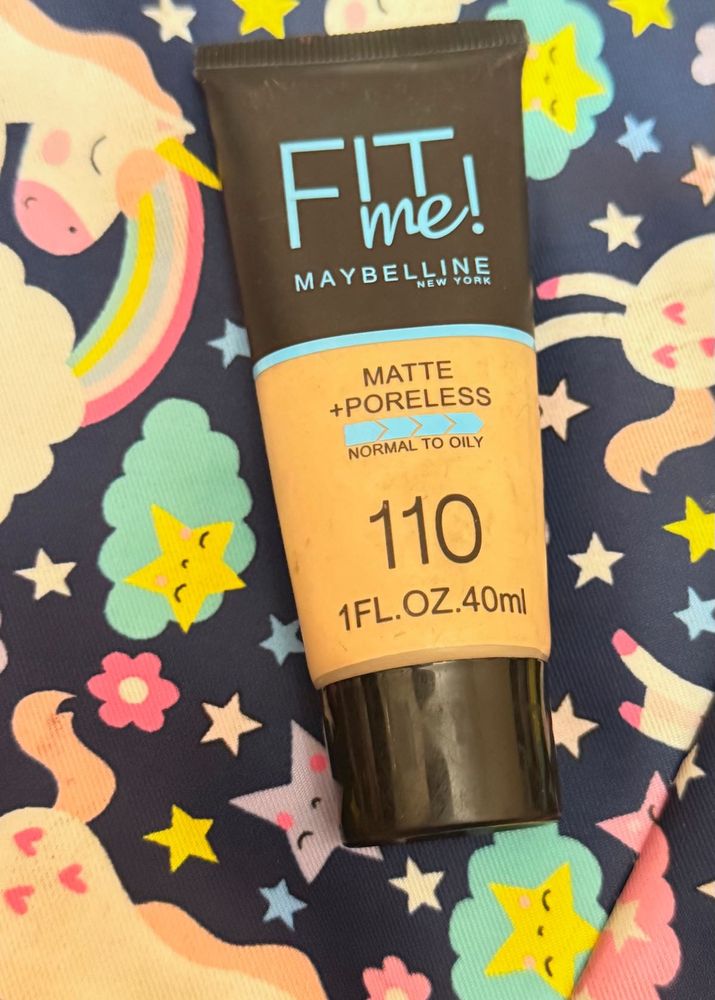 FIT
me!
MAYBELLINE
NEW YORK
MATTE
+PORELESS
NORMAL TO OILY
110
1FL.OZ.40ml